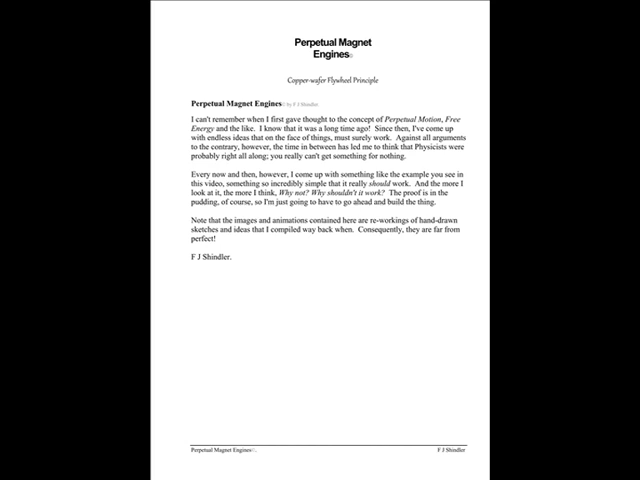 Perpetual Magnet
Engines©
Copper-wafer Flywheel Principle
Perpetual Magnet Engines© by F J Shindler.
I can't remember when I first gave thought to the concept of Perpetual Motion, Free
Energy and the like. I know that it was a long time ago! Since then, I've come up
with endless ideas that on the face of things, must surely work. Against all arguments
to the contrary, however, the time in between has led me to think that Physicists were
probably right all along; you really can't get something for nothing.
Every now and then, however, I come up with something like the example you see in
this video, something so incredibly simple that it really should work. And the more I
look at it, the more I think, Why not? Why shouldn't it work? The proof is in the
pudding, of course, so I'm just going to have to go ahead and build the thing.
Note that the images and animations contained here are re-workings of hand-drawn
sketches and ideas that I compiled way back when. Consequently, they are far from
perfect!
F J Shindler.
Perpetual Magnet Engines©. F J Shindler